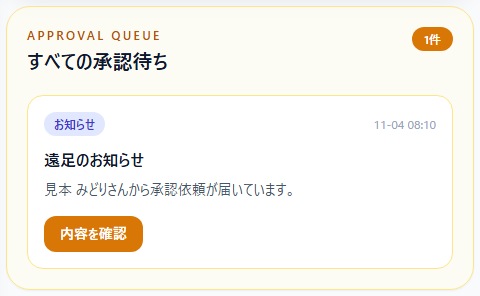 APPROVAL QUEUE
すべての承認待ち
1件
お知らせ
11-04 08:10
遠足のお知らせ
見本 みどりさんから承認依頼が届いています。
内容を確認